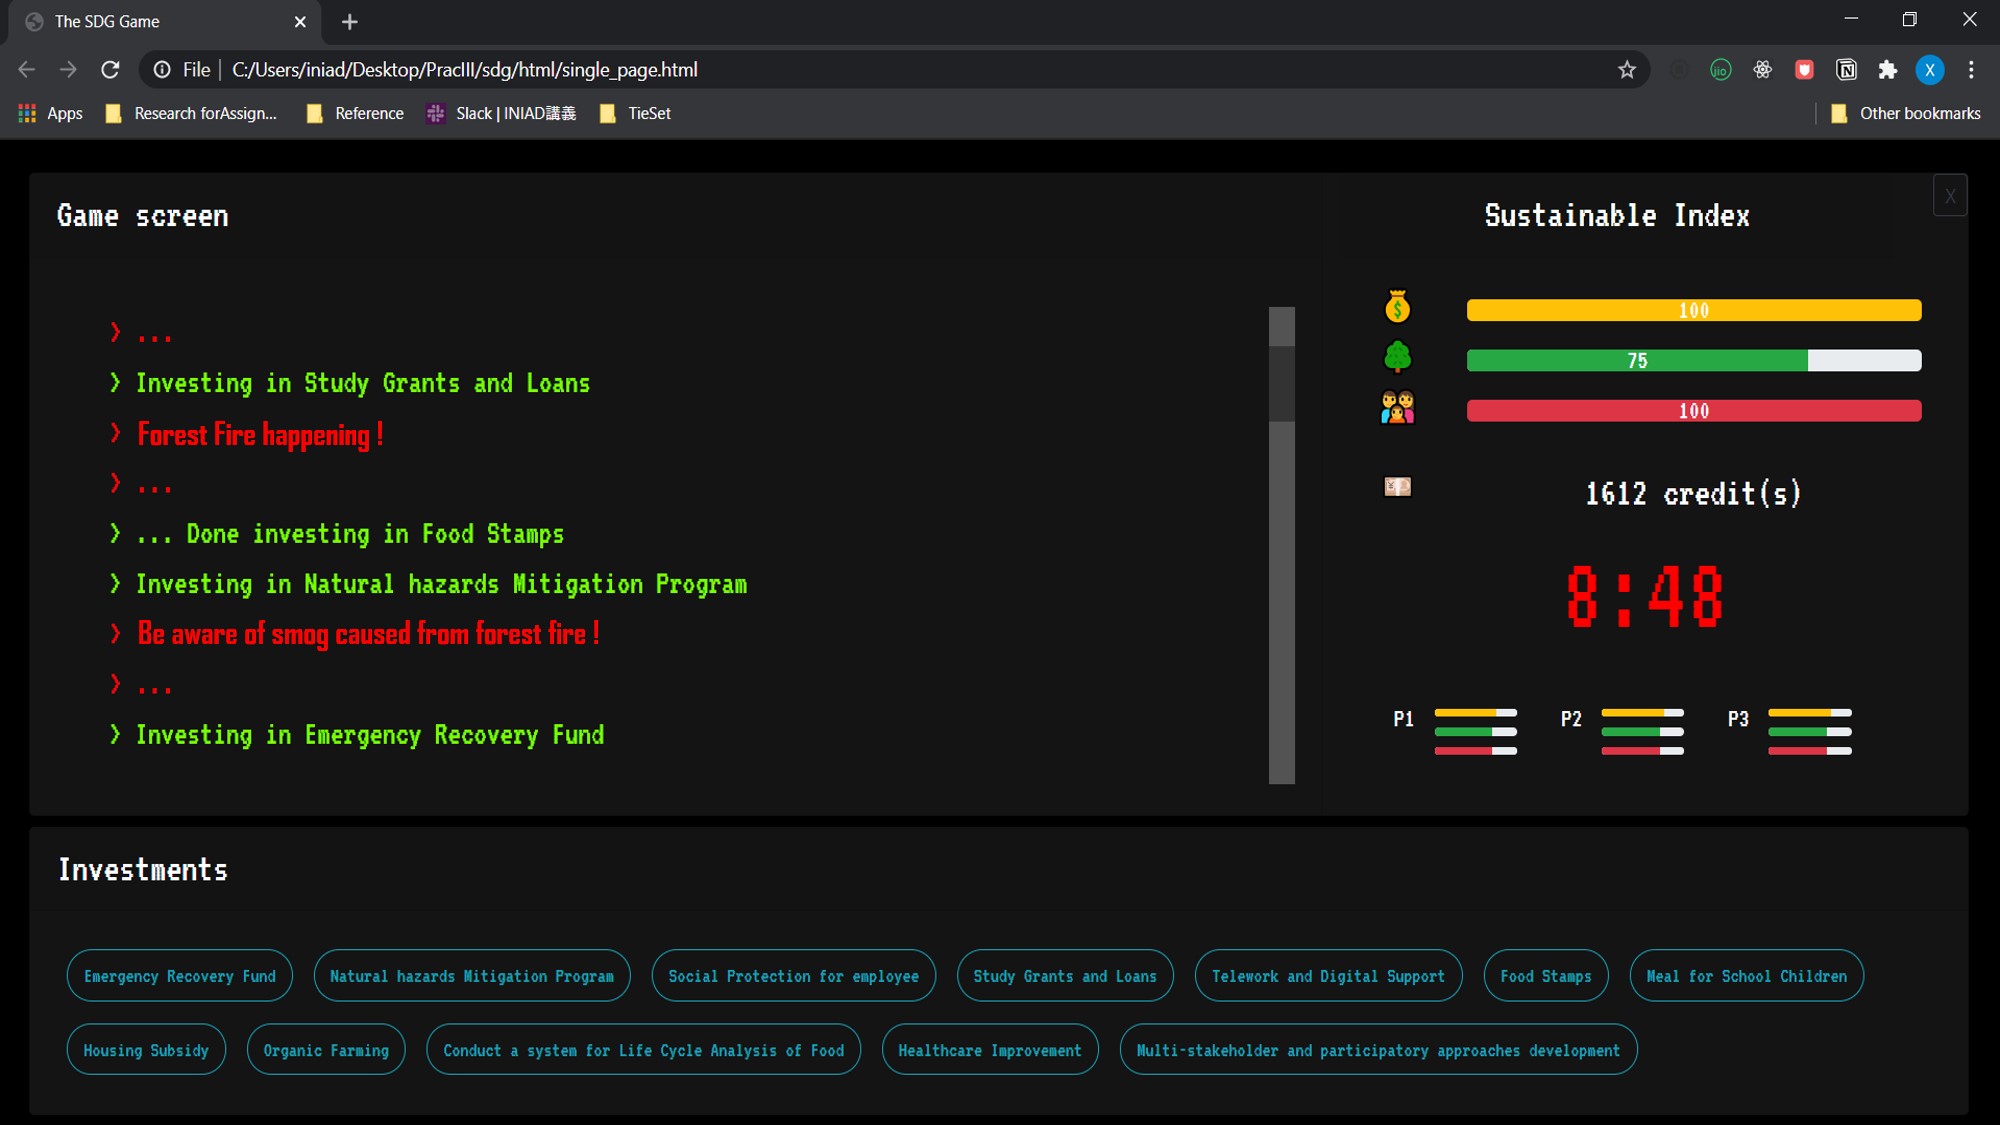 The SDG Game
File
C:/Users/iniad/Desktop/PracIII/sdg/html/single_page.html
jio
X
Apps
Research forAssign...
Reference
Slack | INIAD講義
TieSet
Other bookmarks
Game screen
Sustainable Index
X
> ...
> Investing in Study Grants and Loans
> Forest Fire happening !
> ...
> ... Done investing in Food Stamps
> Investing in Natural hazards Mitigation Program
> Be aware of smog caused from forest fire !
> ...
> Investing in Emergency Recovery Fund
100
75
100
1612 credit(s)
8:48
P1
P2
P3
Investments
Emergency Recovery Fund
Natural hazards Mitigation Program
Social Protection for employee
Study Grants and Loans
Telework and Digital Support
Food Stamps
Meal for School Children
Housing Subsidy
Organic Farming
Conduct a system for Life Cycle Analysis of Food
Healthcare Improvement
Multi-stakeholder and participatory approaches development